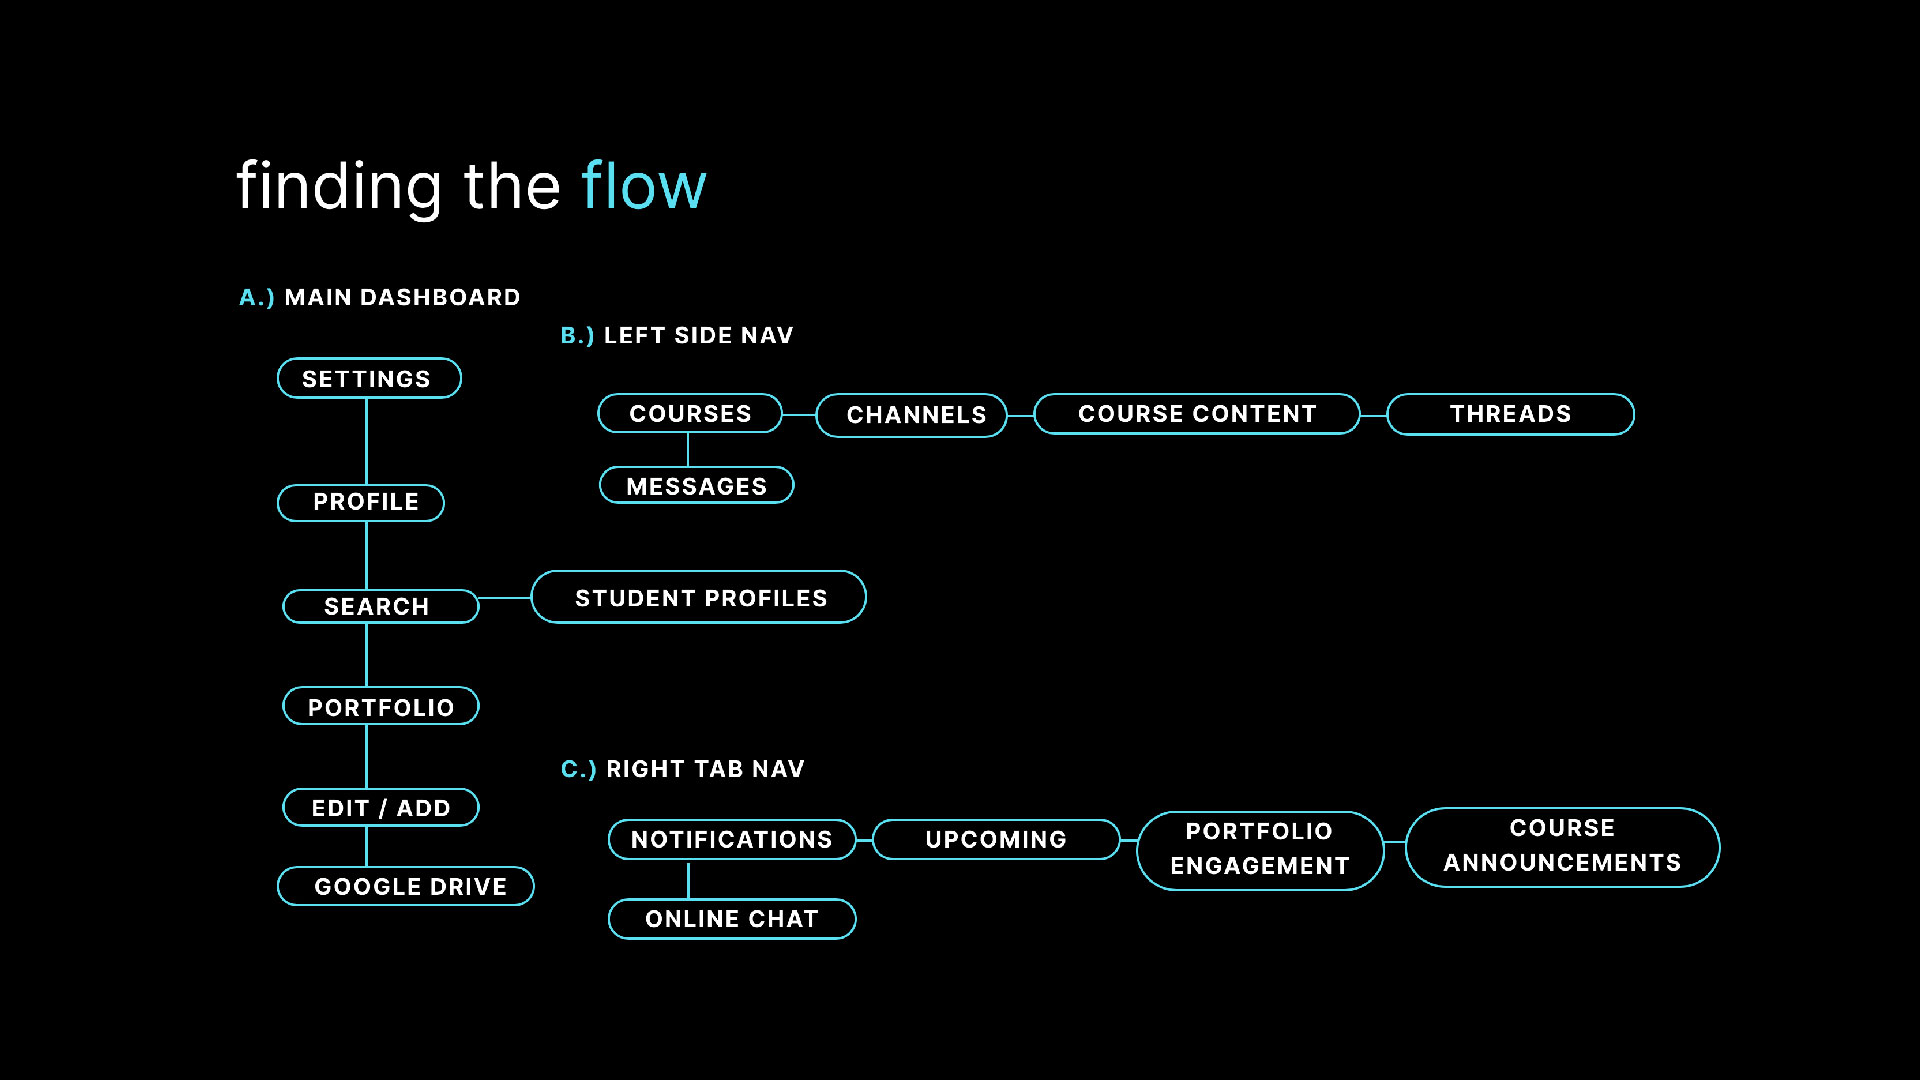 finding the flow
A.) MAIN DASHBOARD
SETTINGS
PROFILE
SEARCH
STUDENT PROFILES
PORTFOLIO
EDIT / ADD
GOOGLE DRIVE
B.) LEFT SIDE NAV
COURSES
CHANNELS
COURSE CONTENT
THREADS
MESSAGES
C.) RIGHT TAB NAV
NOTIFICATIONS
UPCOMING
PORTFOLIO
ENGAGEMENT
COURSE
ANNOUNCEMENTS
ONLINE CHAT